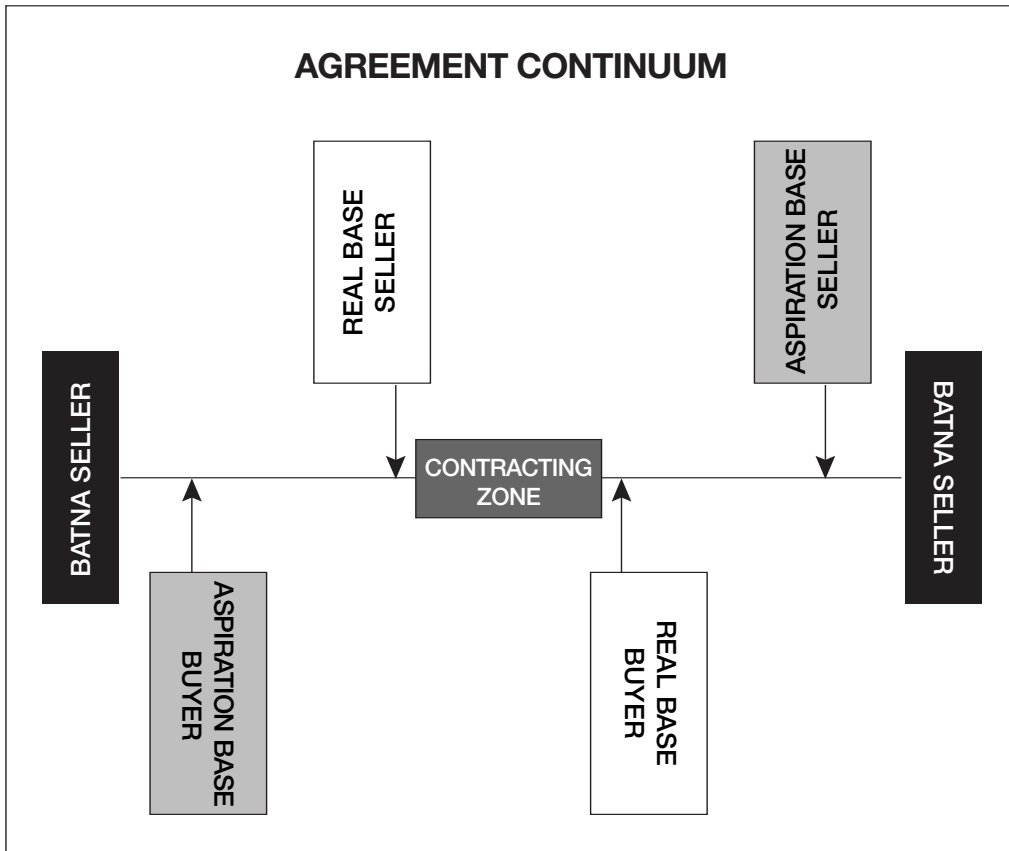 AGREEMENT CONTINUUM
REAL BASE
SELLER
ASPIRATION BASE
SELLER
BATNA SELLER
CONTRACTING
ZONE
BATNA SELLER
ASPIRATION BASE
BUYER
REAL BASE
BUYER